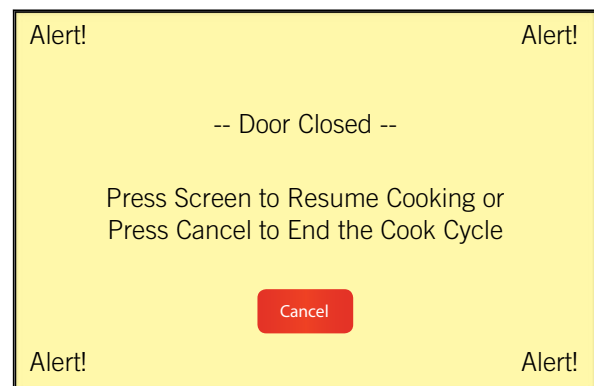 Alert! Alert!
-- Door Closed --
Press Screen to Resume Cooking or
Press Cancel to End the Cook Cycle
Cancel
Alert! Alert!